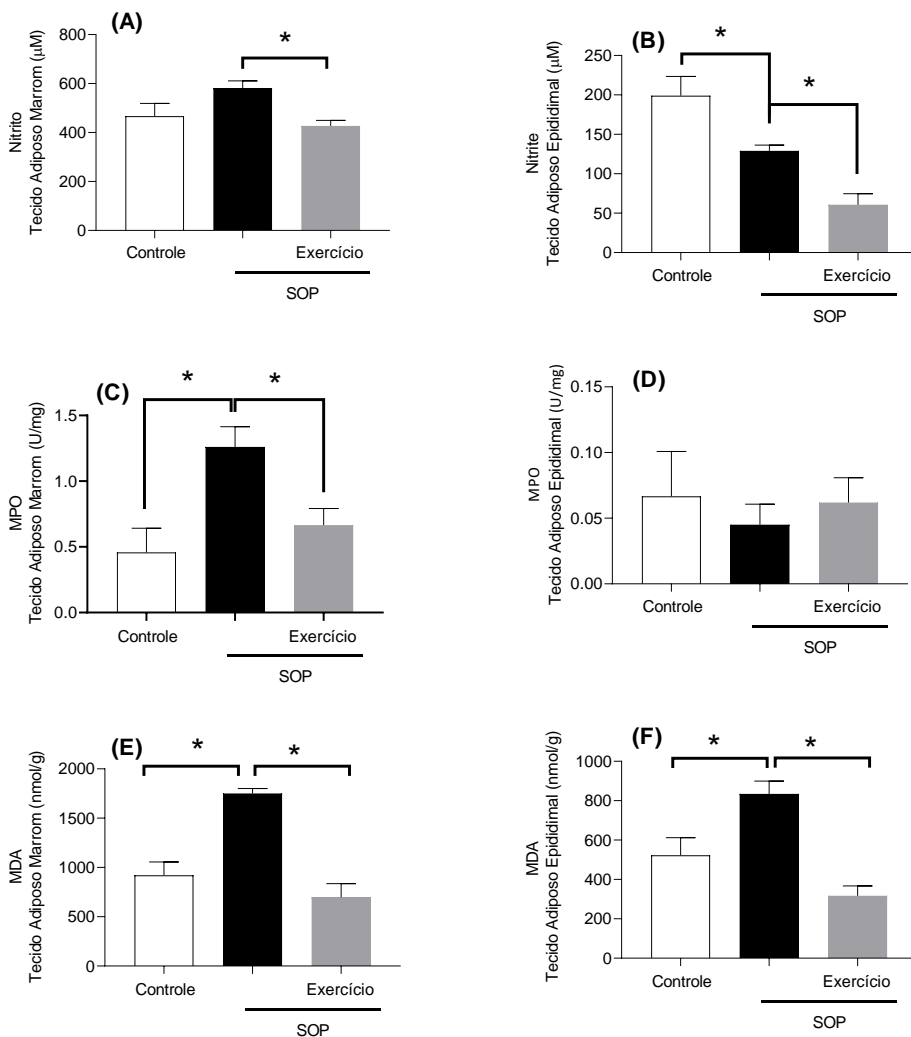 (A)
*
Nitrito
Tecido Adiposo Marrom (μM)
800
600
400
200
0
Controle
Exercício
SOP
(B)
*
*
Nitrite
Tecido Adiposo Epididimal (μM)
250
200
150
100
50
0
Controle
Exercício
SOP
(C)
*
*
MPO
Tecido Adiposo Marrom (U/mg)
1.5
1.0
0.5
0.0
Controle
Exercício
SOP
(D)
MPO
Tecido Adiposo Epididimal (U/mg)
0.15
0.10
0.05
0.00
Controle
Exercício
SOP
(E)
*
*
MDA
Tecido Adiposo Marrom (nmol/g)
2000
1500
1000
500
0
Controle
Exercício
SOP
(F)
*
*
MDA
Tecido Adiposo Epididimal (nmol/g)
1000
800
600
400
200
0
Controle
Exercício
SOP